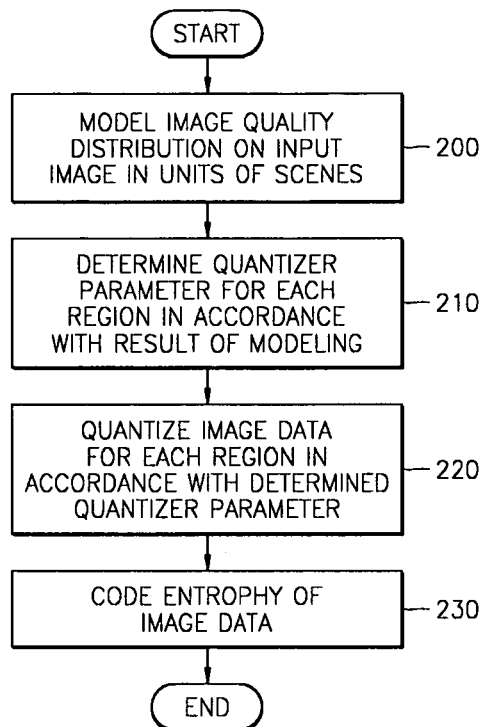 START
MODEL IMAGE QUALITY
DISTRIBUTION ON INPUT
IMAGE IN UNITS OF SCENES
200
DETERMINE QUANTIZER
PARAMETER FOR EACH
REGION IN ACCORDANCE
WITH RESULT OF MODELING
210
QUANTIZE IMAGE DATA
FOR EACH REGION IN
ACCORDANCE WITH DETERMINED
QUANTIZER PARAMETER
220
CODE ENTROPHY OF
IMAGE DATA
230
END